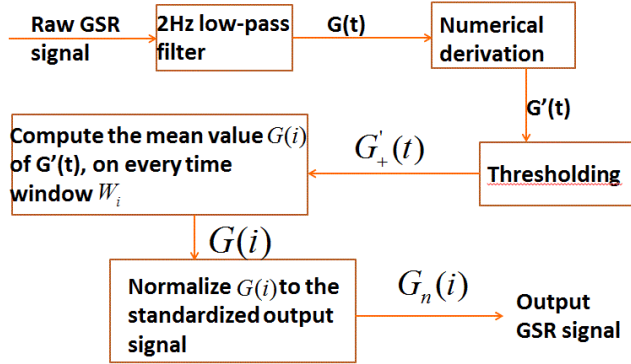 Raw GSR
signal
2Hz low-pass
filter
G(t)
Numerical
derivation
G'(t)
Compute the mean value G(i)
of G'(t), on every time
window W_i
G'_+(t)
Thresholding
G(i)
Normalize G(i) to the
standardized output
signal
G_n(i)
Output
GSR signal